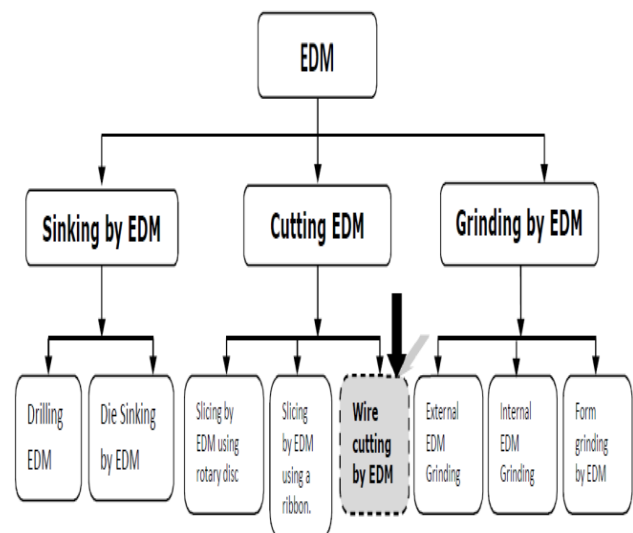 EDM
Sinking by EDM
Cutting EDM
Grinding by EDM
Drilling
EDM
Die Sinking
by EDM
Slicing by
EDM using
rotary disc
Slicing
by EDM
using a
ribbon.
Wire
cutting
by EDM
External
EDM
Grinding
Internal
EDM
Grinding
Form
grinding
by EDM